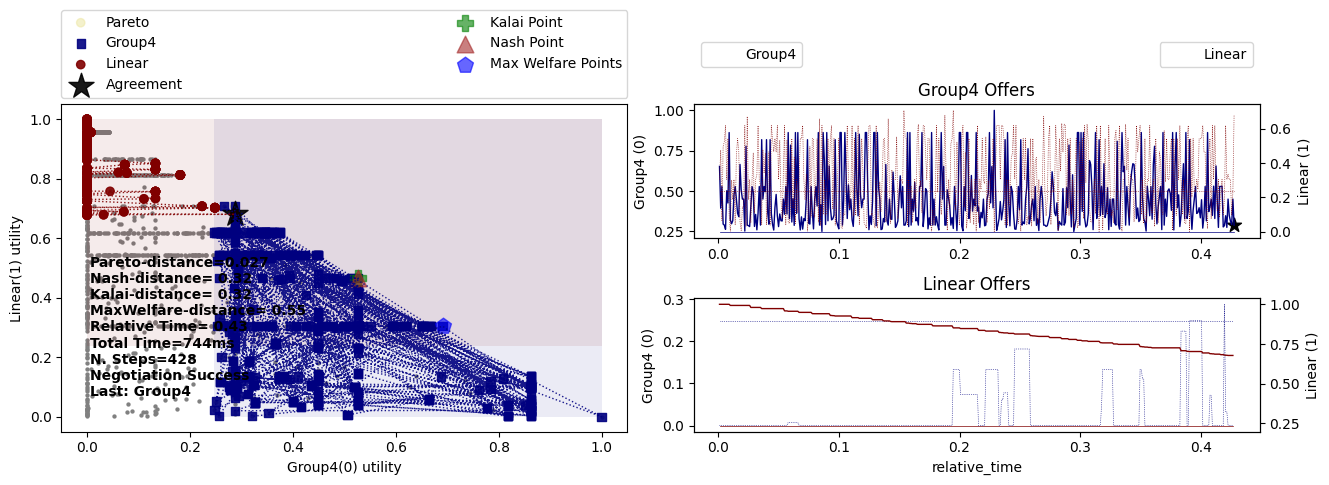 Pareto
Group4
Linear
Agreement
Kalai Point
Nash Point
Max Welfare Points
Group4
Linear
Linear(1) utility
1.0
0.8
0.6
0.4
0.2
0.0
Pareto-distance=0.027
Nash-distance= 0.32
Kalai-distance= 0.32
MaxWelfare-distance= 0.55
Relative Time= 0.43
Total Time=744ms
N. Steps=428
Negotiation Success
Last: Group4
0.0 0.2 0.4 0.6 0.8 1.0
Group4(0) utility
Group4 Offers
Group4 (0)
1.00
0.75
0.50
0.25
0.6
0.4
0.2
0.0
Linear (1)
0.0 0.1 0.2 0.3 0.4
Linear Offers
Group4 (0)
0.3
0.2
0.1
0.0
1.00
0.75
0.50
0.25
Linear (1)
0.0 0.1 0.2 0.3 0.4
relative_time